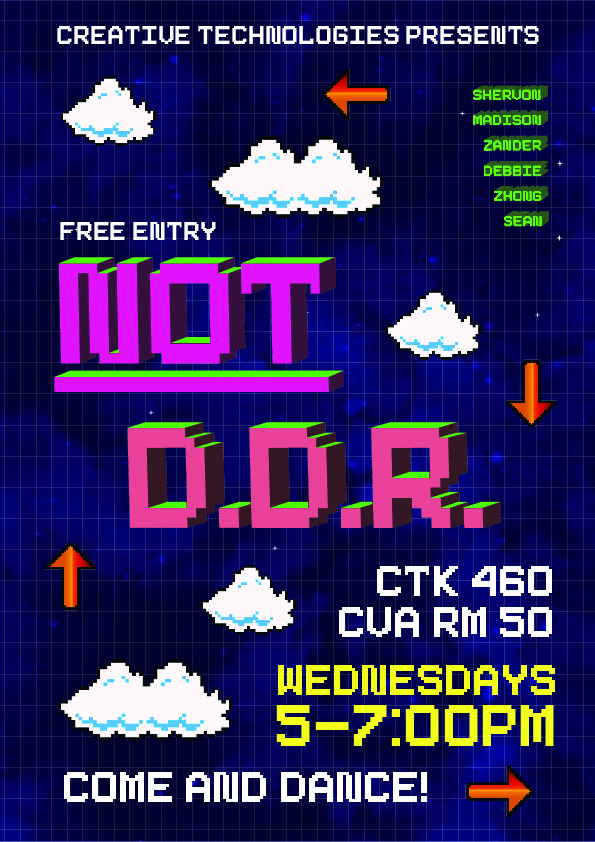 CREATIVE TECHNOLOGIES PRESENTS
SHERVON
MADISON
ZANDER
DEBBIE
ZHONG
SEAN
FREE ENTRY
NOT
D.D.R.
CTK 460
CVA RM 50
WEDNESDAYS
5-7:00PM
COME AND DANCE!